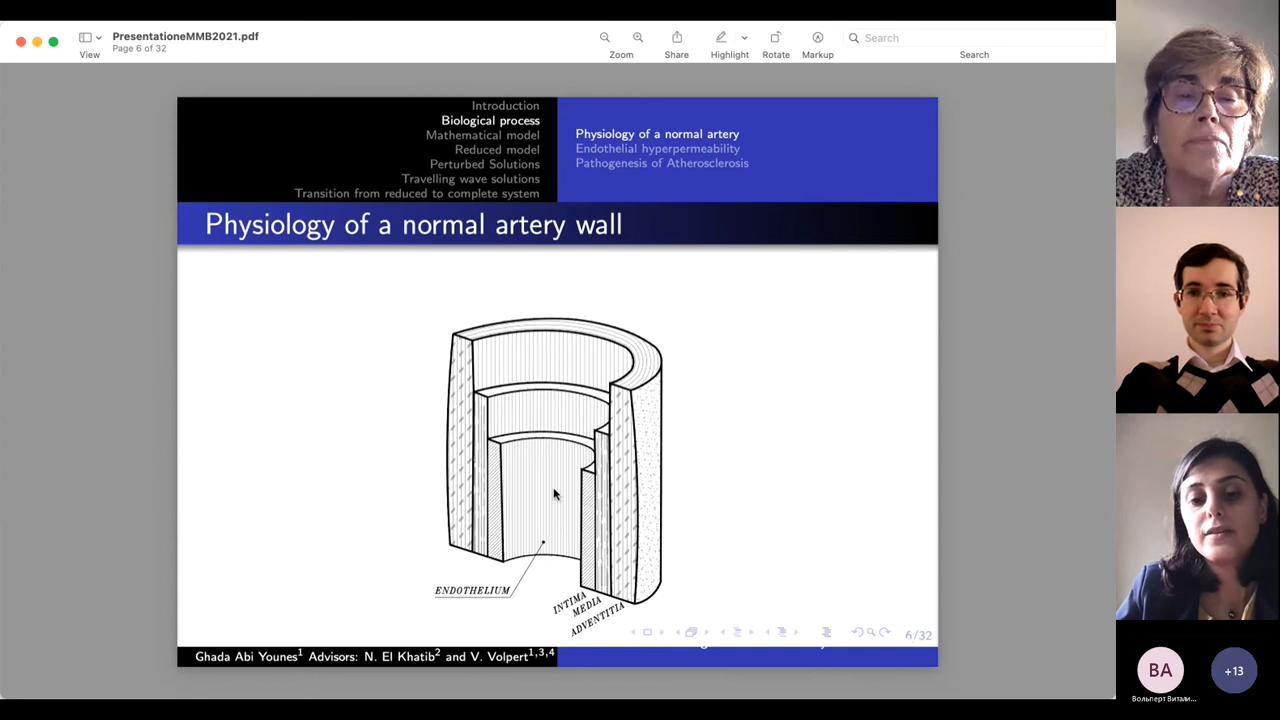 PresentationeMMB2021.pdf
Page 6 of 32
View
Zoom
Share
Highlight
Rotate
Markup
Search
Search
Introduction
Biological process
Mathematical model
Reduced model
Perturbed Solutions
Travelling wave solutions
Transition from reduced to complete system
Physiology of a normal artery
Endothelial hyperpermeability
Pathogenesis of Atherosclerosis
Physiology of a normal artery wall
ENDOTHELIUM
INTIMA
MEDIA
ADVENTITIA
6/32
Ghada Abi Younes1 Advisors: N. El Khatib2 and V. Volpert1,3,4
BA
Вольперт Витали...
+13